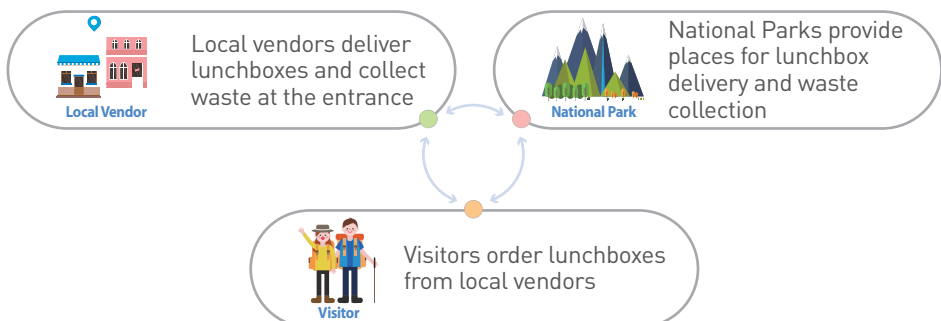 Local vendors deliver
lunchboxes and collect
waste at the entrance
Local Vendor
National Parks provide
places for lunchbox
delivery and waste
collection
National Park
Visitors order lunchboxes
from local vendors
Visitor